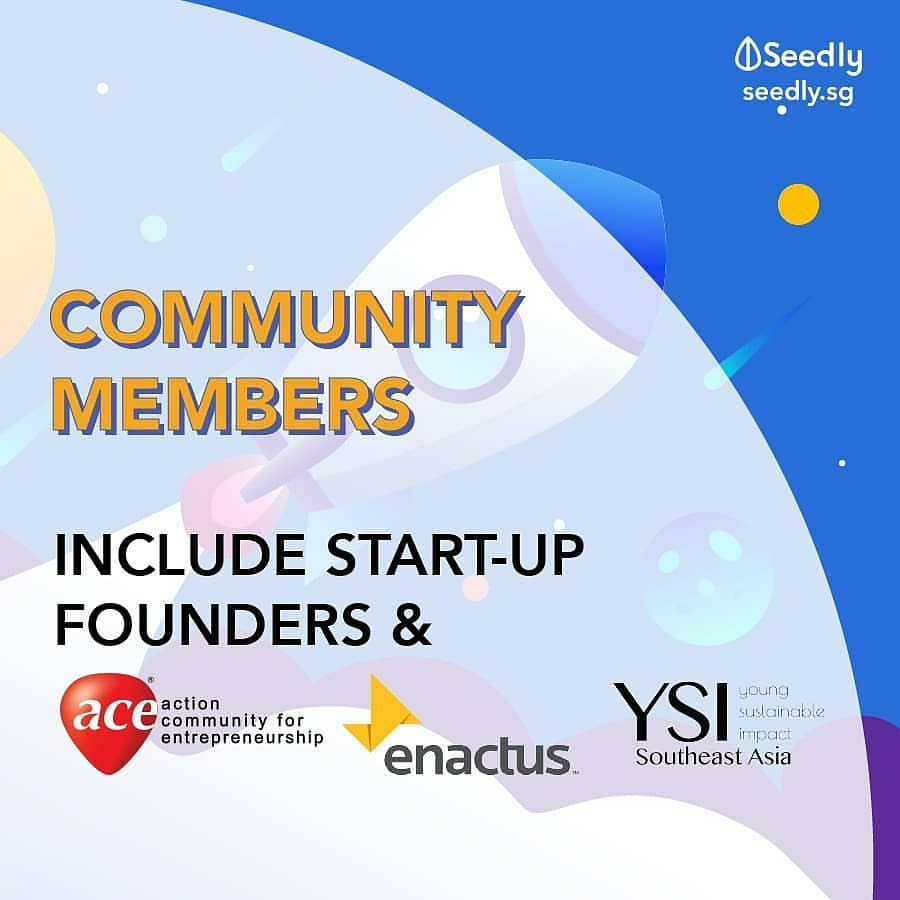 Seedly
seedly.sg
COMMUNITY
MEMBERS
INCLUDE START-UP
FOUNDERS &
ace® action
community for
entrepreneurship
enactus™
YSI young
sustainable
impact
Southeast Asia